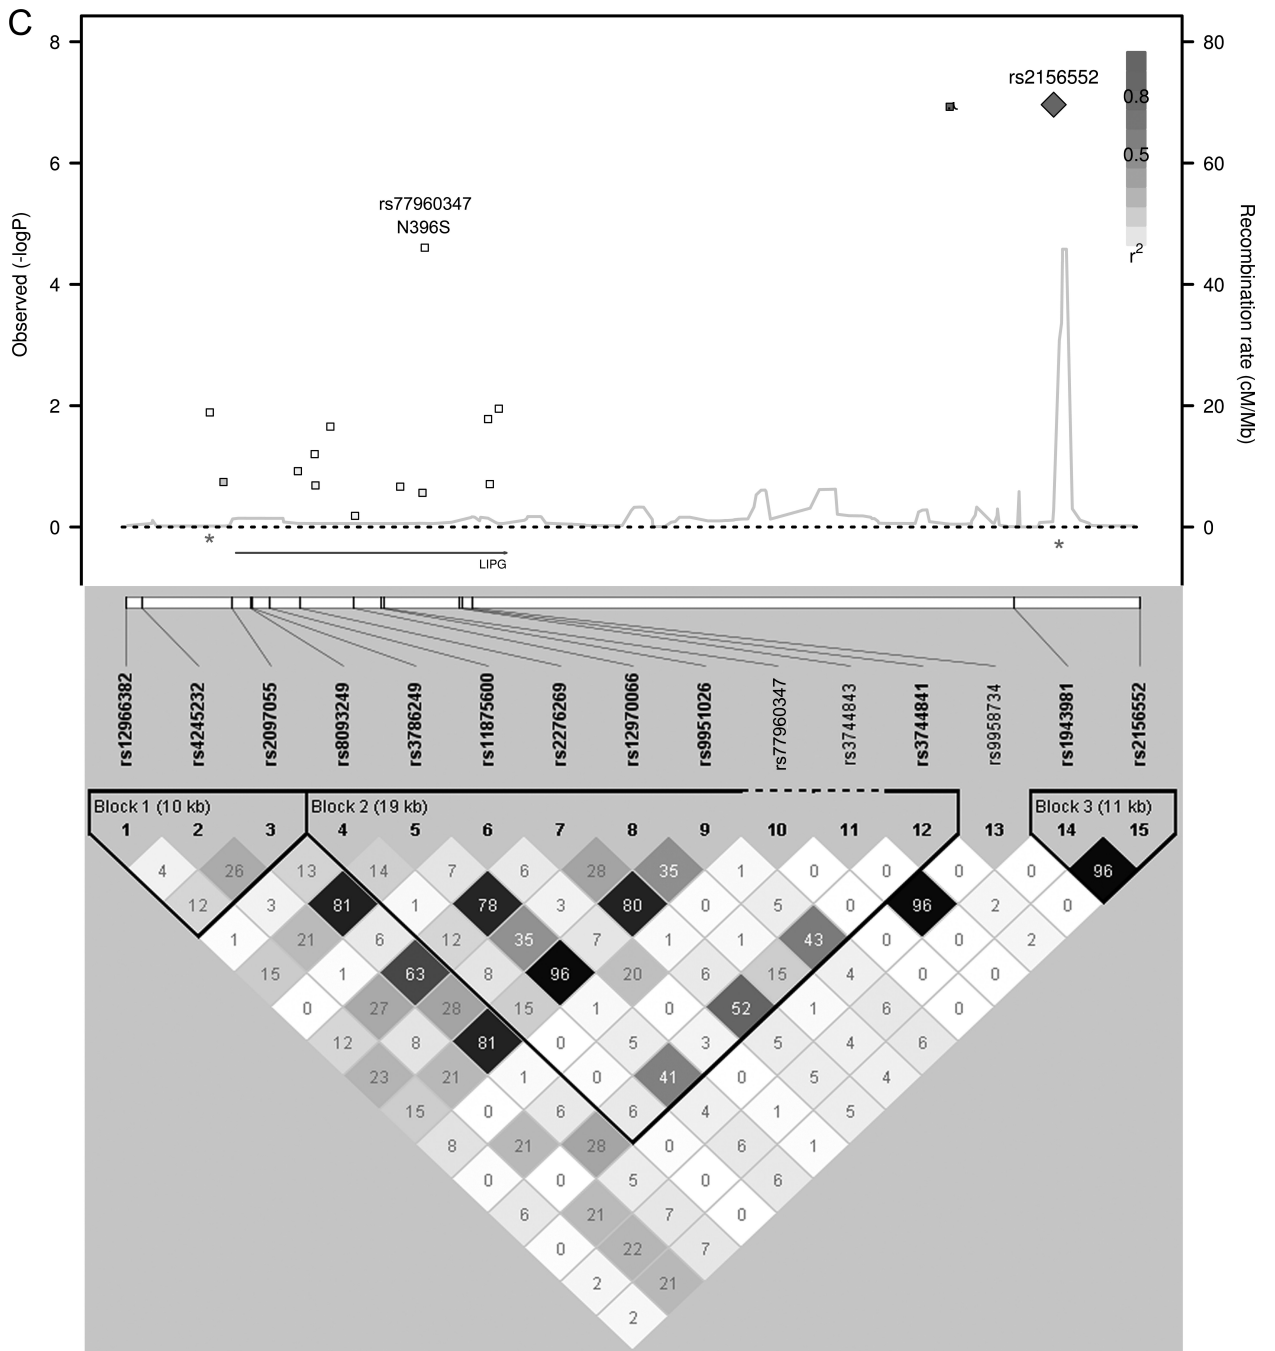 C
8
6
4
2
0
Observed (-logP)
80
60
40
20
0
Recombination rate (cM/Mb)
rs2156552
0.8
0.5
r2
rs77960347
N396S
*
*
LIPG
rs12966382
rs4245232
rs2097055
rs8093249
rs3786249
rs11875600
rs2276269
rs12970066
rs9951026
rs77960347
rs3744843
rs3744841
rs9958734
rs1943981
rs2156552
Block 1 (10 kb) Block 2 (19 kb) Block 3 (11 kb)
1 2 3 4 5 6 7 8 9 10 11 12 13 14 15
4 26 13 14 7 6 28 35 1 0 0 0 0 96
12 3 81 1 78 3 80 0 5 0 96 2 0
1 21 6 12 35 7 1 1 43 0 0 2
15 1 63 8 96 20 6 15 4 0 0
0 27 28 15 1 0 52 1 6 0
12 8 81 0 5 3 5 4 6
23 21 1 0 41 0 5 4
15 0 6 6 4 1 5
8 21 28 0 6 1
0 0 5 0 6
6 21 7 0
0 22 7
2 21
2